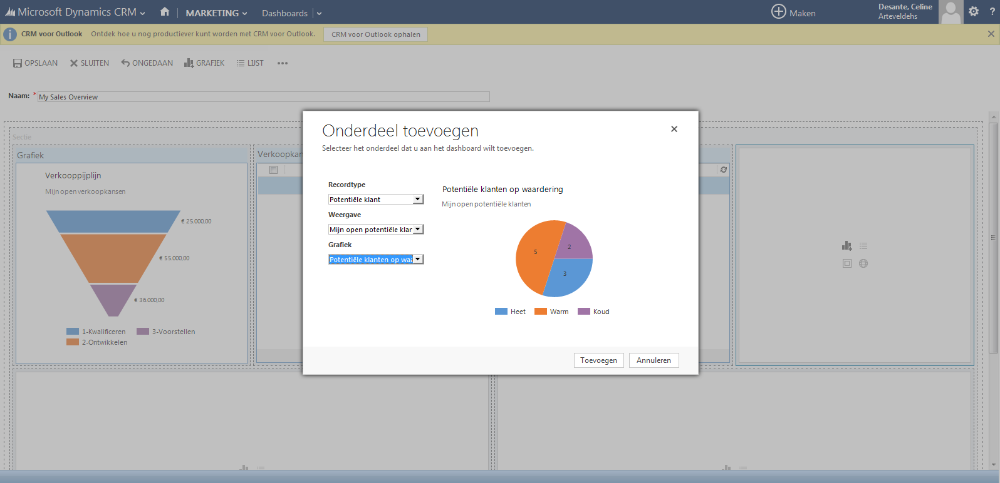 Microsoft Dynamics CRM
MARKETING
Dashboards
Maken
Desante, Celine
Arteveldehs
?
CRM voor Outlook
Ontdek hoe u nog productiever kunt worden met CRM voor Outlook.
CRM voor Outlook ophalen
OPSLAAN
SLUITEN
ONGEDAAN
GRAFIEK
LIJST
Naam: *
My Sales Overview
Sectie
Grafiek
Verkooppijplijn
Mijn open verkoopkansen
€ 25.000,00
€ 55.000,00
€ 36.000,00
1-Kwalificeren
3-Voorstellen
2-Ontwikkelen
Verkoopkan
Onderdeel toevoegen
Selecteer het onderdeel dat u aan het dashboard wilt toevoegen.
Recordtype
Potentiële klant
Weergave
Mijn open potentiële klar
Grafiek
Potentiële klanten op waa
Potentiële klanten op waardering
Mijn open potentiële klanten
5
2
3
Heet
Warm
Koud
Toevoegen
Annuleren